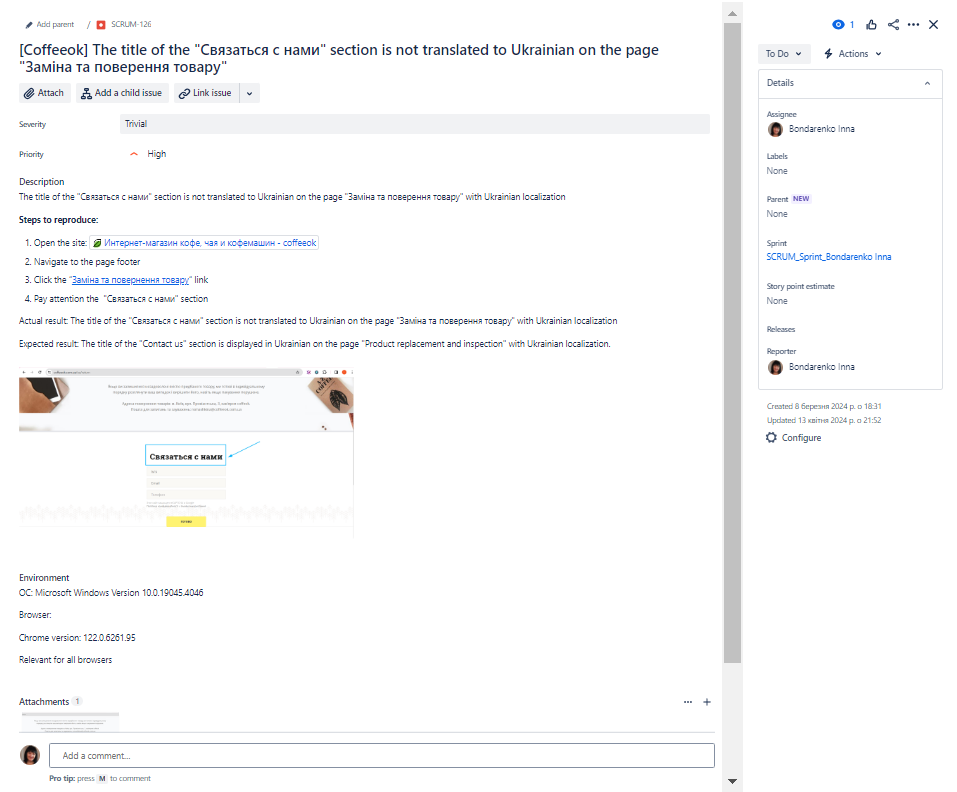 Add parent / SCRUM-126
1
[Coffeeok] The title of the "Связаться с нами" section is not translated to Ukrainian on the page
"Заміна та поверення товару"
To Do
Actions
Attach
Add a child issue
Link issue
Details
Severity
Trivial
Priority
High
Assignee
Bondarenko Inna
Labels
None
Parent NEW
None
Sprint
SCRUM_Sprint_Bondarenko Inna
Story point estimate
None
Releases
Reporter
Bondarenko Inna
Created 8 березня 2024 р. о 18:31
Updated 13 квітня 2024 р. о 21:52
Configure
Description
The title of the "Связаться с нами" section is not translated to Ukrainian on the page "Заміна та поверення товару" with Ukrainian localization
Steps to reproduce:
1. Open the site: Интернет-магазин кофе, чая и кофемашин - coffeeok
2. Navigate to the page footer
3. Click the "Заміна та повернення товару" link
4. Pay attention the "Связаться с нами" section
Actual result: The title of the "Связаться с нами" section is not translated to Ukrainian on the page "Заміна та поверення товару" with Ukrainian localization
Expected result: The title of the "Contact us" section is displayed in Ukrainian on the page "Product replacement and inspection" with Ukrainian localization.
Связаться с нами
Environment
ОС: Microsoft Windows Version 10.0.19045.4046
Browser:
Chrome version: 122.0.6261.95
Relevant for all browsers
Attachments 1
Add a comment...
Pro tip: press M to comment